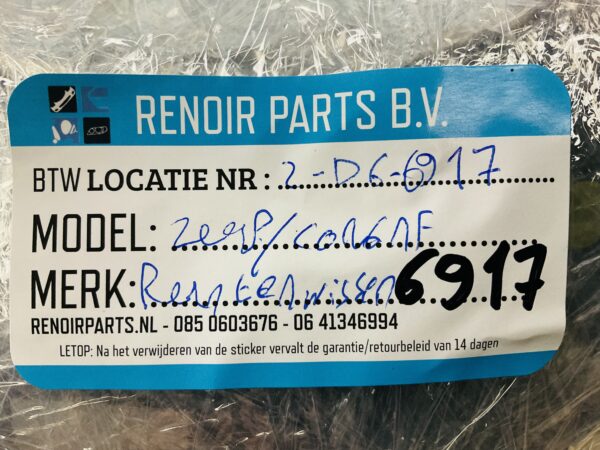 RENOIR PARTS B.V.
BTW LOCATIE NR : 2-D6-6917
MODEL:
MERK: 6917
RENOIRPARTS.NL - 085 0603676 - 06 41346994
LETOP: Na het verwijderen van de sticker vervalt de garantie/retourbeleid van 14 dagen